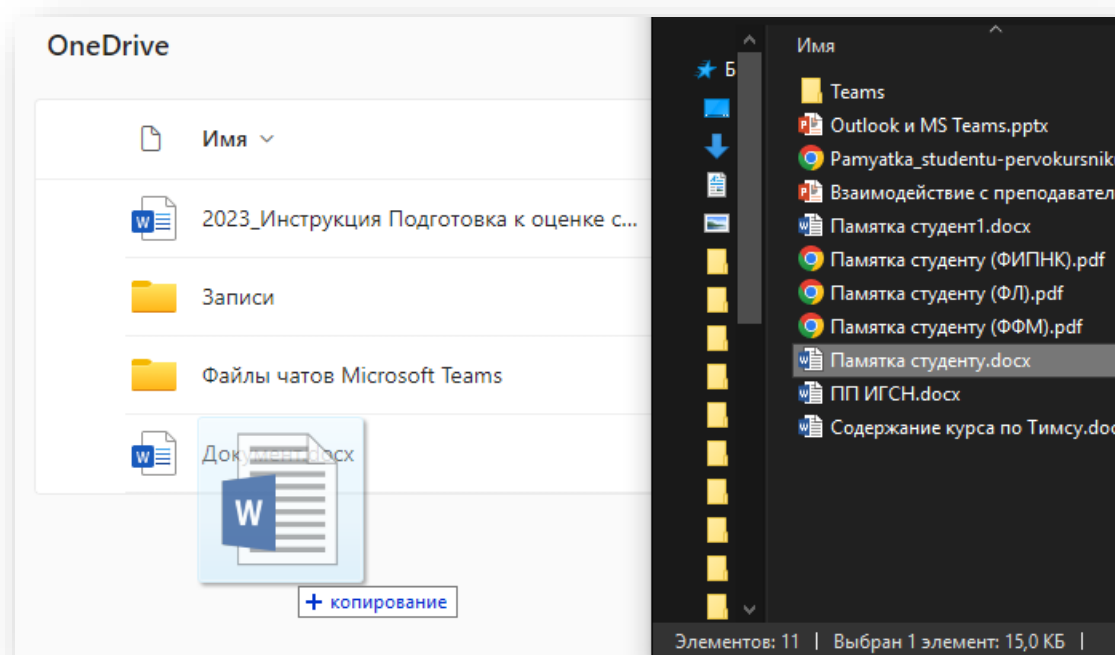 OneDrive
Имя
2023_Инструкция Подготовка к оценке с...
Записи
Файлы чатов Microsoft Teams
Документ.docx
W
+ копирование
Б
Имя
Teams
Outlook и MS Teams.pptx
Pamyatka_studentu-pervokursnik
Взаимодействие с преподавател
Памятка студент1.docx
Памятка студенту (ФИПНК).pdf
Памятка студенту (ФЛ).pdf
Памятка студенту (ФФМ).pdf
Памятка студенту.docx
ПП ИГСН.docx
Содержание курса по Тимсу.doc
Элементов: 11 | Выбран 1 элемент: 15,0 КБ |